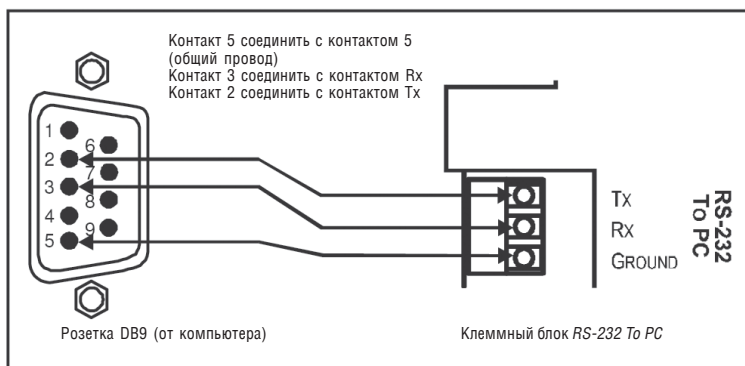 Контакт 5 соединить с контактом 5
(общий провод)
Контакт 3 соединить с контактом Rx
Контакт 2 соединить с контактом Tx
1
6
2
7
3
8
4
9
5
Tx
Rx
GROUND
RS-232
To PC
Розетка DB9 (от компьютера)
Клеммный блок RS-232 To PC